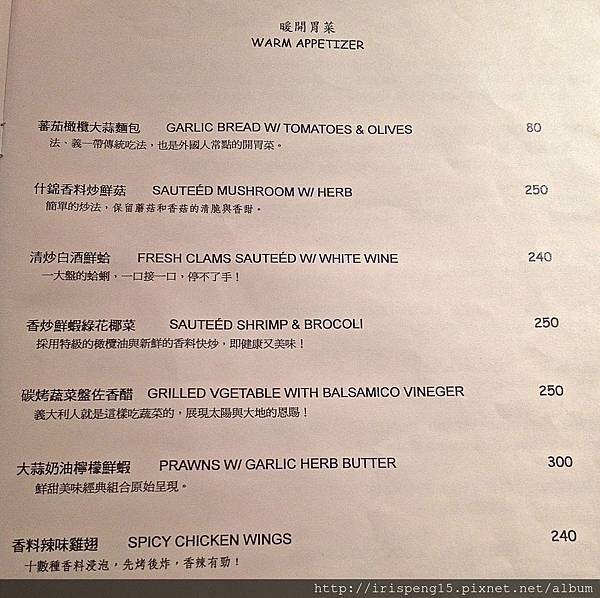 暖開胃菜
WARM APPETIZER
蕃茄橄欖大蒜麵包 GARLIC BREAD W/ TOMATOES & OLIVES 80
法、義一帶傳統吃法，也是外國人常點的開胃菜。
什錦香料炒鮮菇 SAUTEÉD MUSHROOM W/ HERB 250
簡單的炒法，保留蘑菇和香菇的清脆與香甜。
清炒白酒鮮蛤 FRESH CLAMS SAUTEÉD W/ WHITE WINE 240
一大盤的蛤蜊，一口接一口，停不了手！
香炒鮮蝦綠花椰菜 SAUTEÉD SHRIMP & BROCOLI 250
採用特級的橄欖油與新鮮的香料快炒，即健康又美味！
碳烤蔬菜盤佐香醋 GRILLED VGETABLE WITH BALSAMICO VINEGER 250
義大利人就是這樣吃蔬菜的，展現太陽與大地的恩賜！
大蒜奶油檸檬鮮蝦 PRAWNS W/ GARLIC HERB BUTTER 300
鮮甜美味經典組合原始呈現。
香料辣味雞翅 SPICY CHICKEN WINGS 240
十數種香料浸泡，先烤後炸，香辣有勁！
http://irispeng15.pixnet.net/album